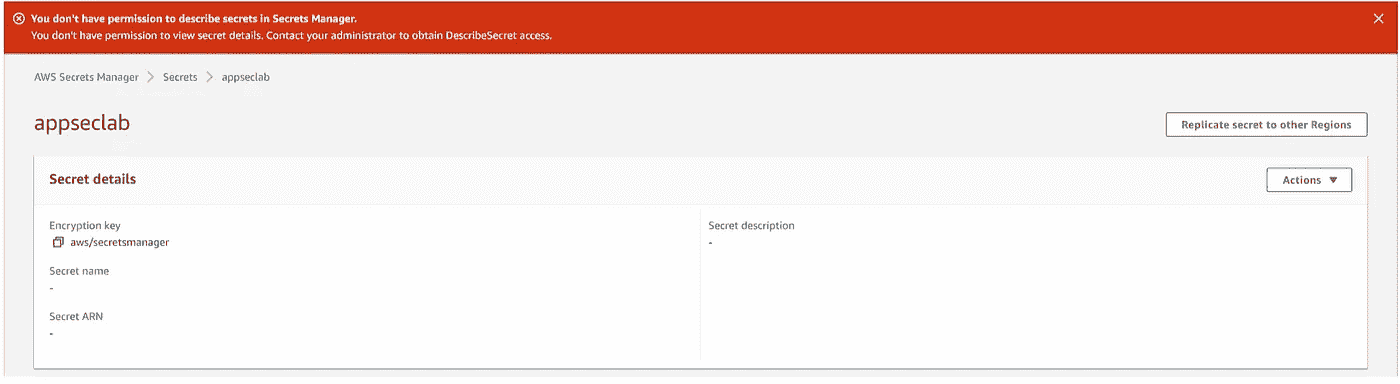 You don't have permission to describe secrets in Secrets Manager.
You don't have permission to view secret details. Contact your administrator to obtain DescribeSecret access.
AWS Secrets Manager > Secrets > appseclab
appseclab
Replicate secret to other Regions
Secret details
Actions
Encryption key
aws/secretsmanager
Secret name
-
Secret ARN
-
Secret description
-